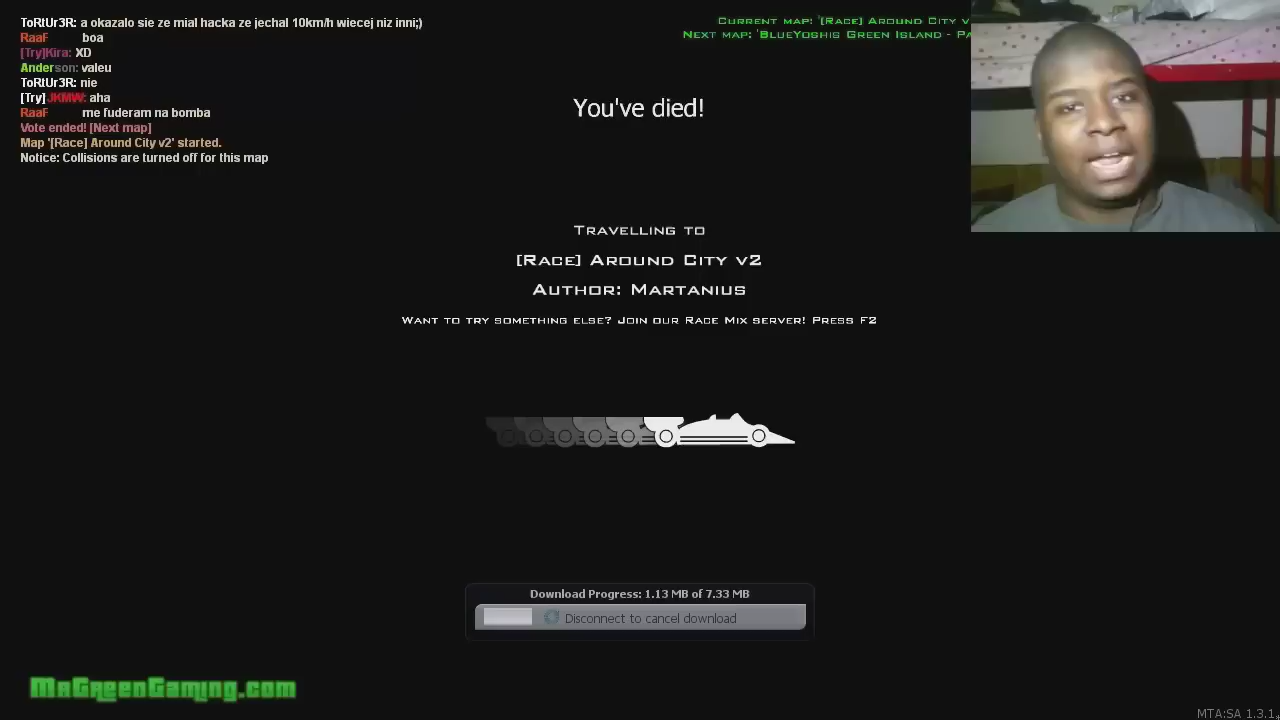 ToRtUr3R: a okazalo sie ze mial hacka ze jechal 10km/h wiecej niz inni;)
RaaF boa
[Try]Kira: XD
Anderson: valeu
ToRtUr3R: nie
[Try]JKMW: aha
RaaF me fuderam na bomba
Vote ended! [Next map]
Map '[Race] Around City v2' started.
Notice: Collisions are turned off for this map
Current map: '[Race] Around City v
Next map: 'BlueYoshis Green Island - Pa
You've died!
Travelling to
[Race] Around City v2
Author: Martanius
Want to try something else? Join our Race Mix server! Press F2
Download Progress: 1.13 MB of 7.33 MB
Disconnect to cancel download
MrGreenGaming.com
MTA:SA 1.3.1